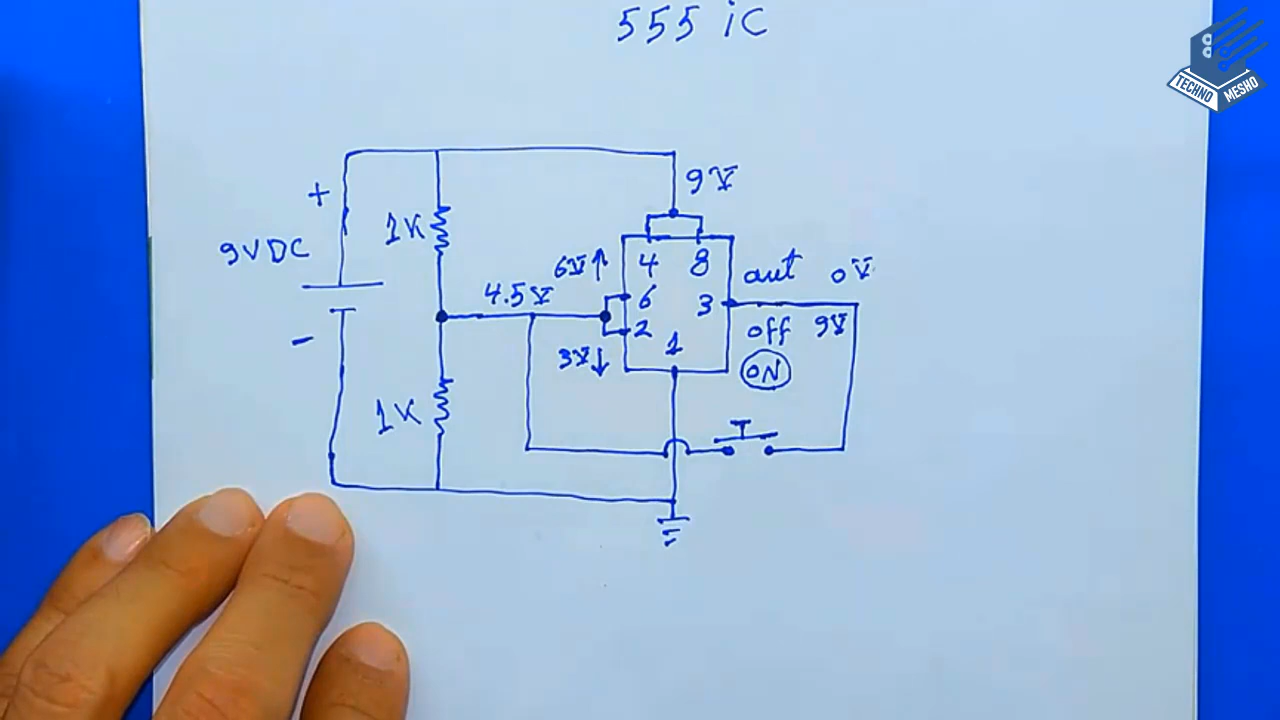 555 iC
TECHNO MESHO
+
9V
1K
9VDC
6V↑
4
8
out 0V
4.5V
6
3
2
1
off 9V
3V↓
ON
-
1K